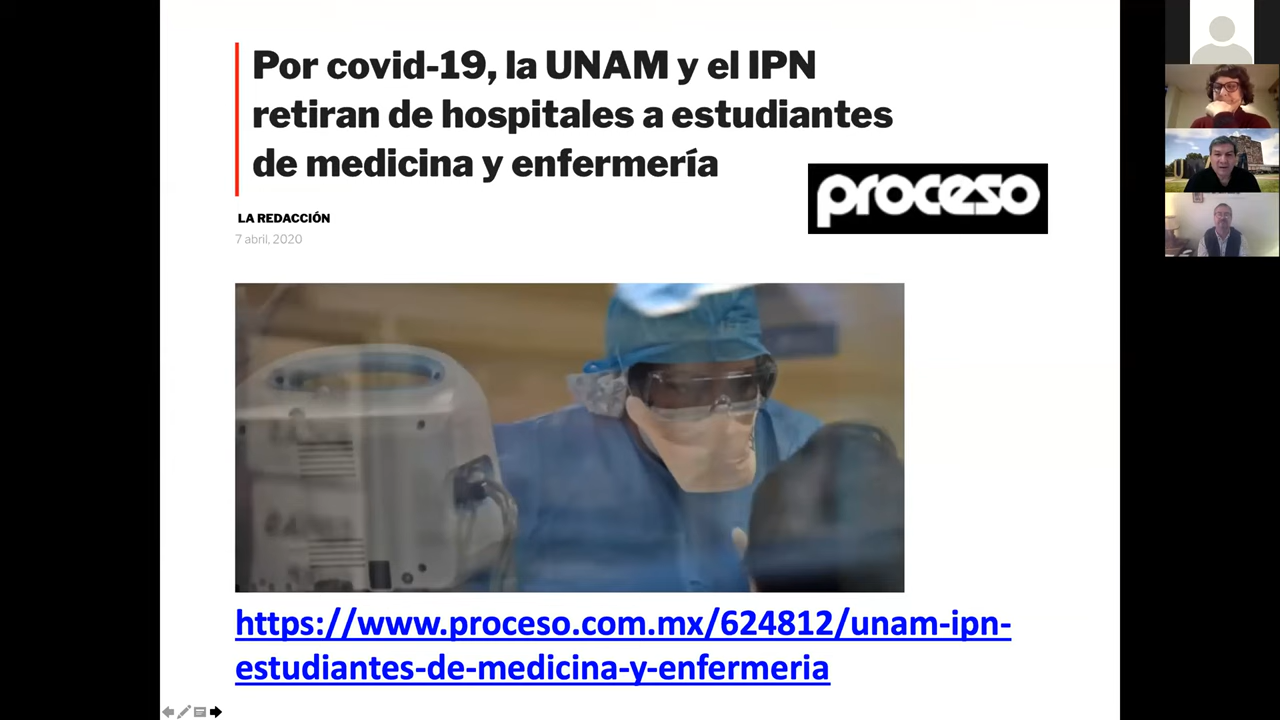 Por covid-19, la UNAM y el IPN
retiran de hospitales a estudiantes
de medicina y enfermería
proceso
LA REDACCIÓN
7 abril, 2020
https://www.proceso.com.mx/624812/unam-ipn-
estudiantes-de-medicina-y-enfermeria